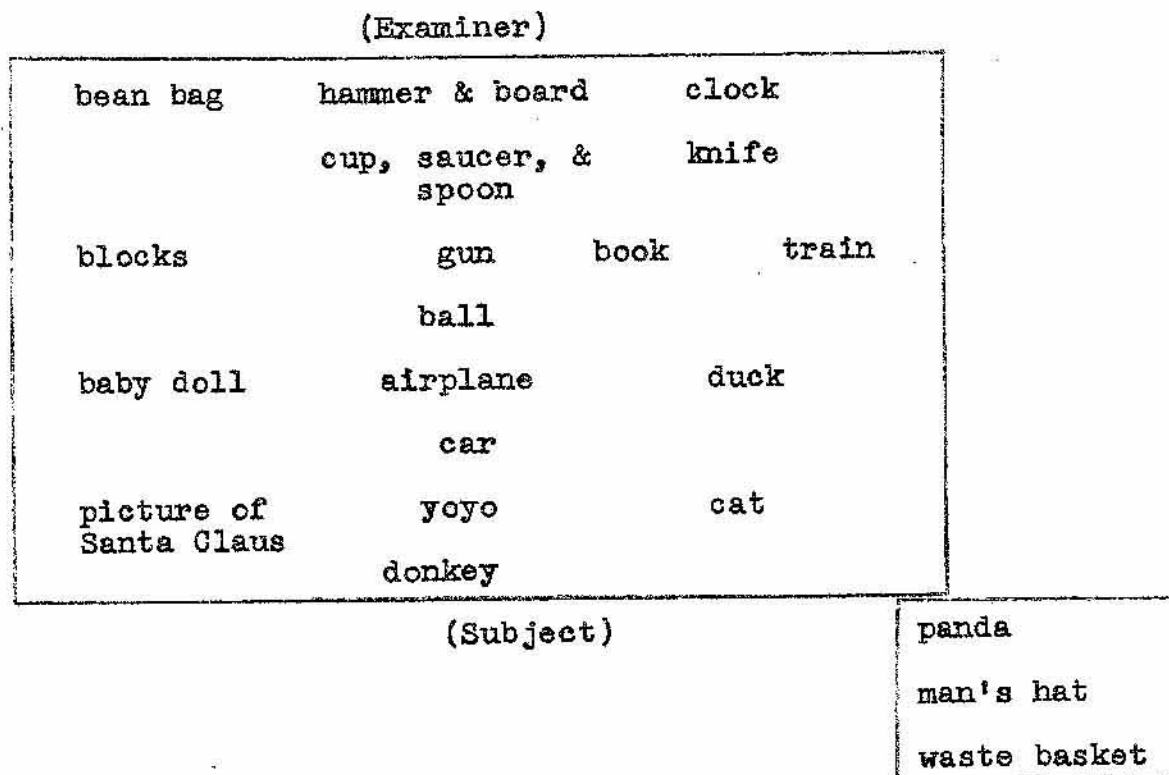 (Examiner)
bean bag hammer & board clock
cup, saucer, & knife
spoon
blocks gun book train
ball
baby doll airplane duck
car
picture of yoyo cat
Santa Claus
donkey
(Subject)
panda
man's hat
waste basket